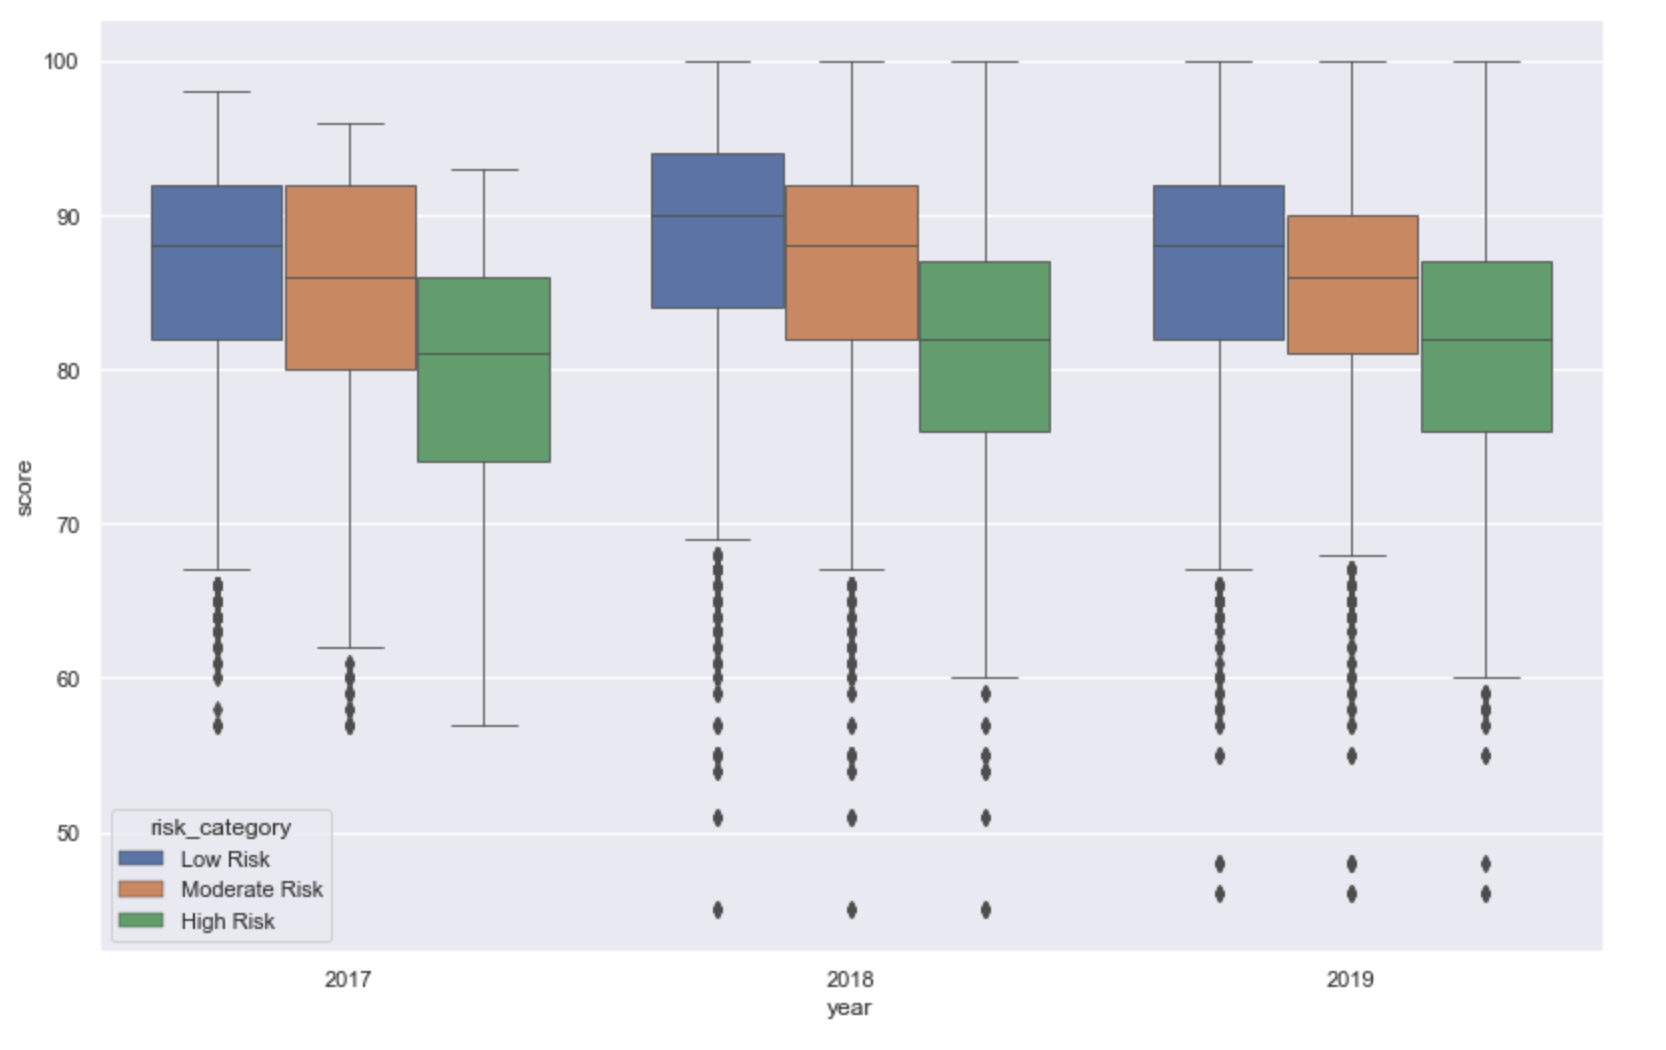 100
90
80
70
60
50
score
risk_category
Low Risk
Moderate Risk
High Risk
2017 2018 2019
year